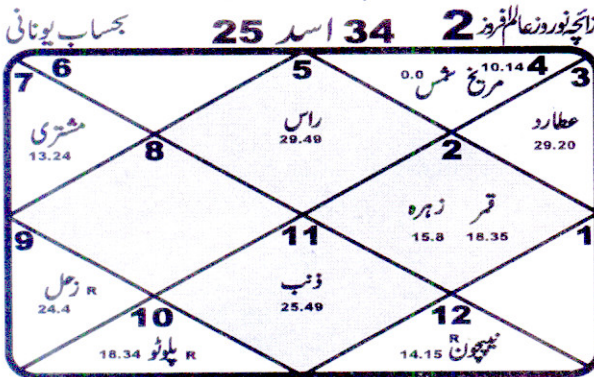 زائچہ نوروز عالم افروز 2 34 اسد 25 بحساب یونانی
3 4 5 6 7
10.14 مریخ شمس 0.0
عطارد 29.20
راس 29.49
مشتری 13.24
2 8
قمر 18.35 زہرہ 15.8
1 11 9
ذنب 25.49
زحل R 24.4
12 10
نیپچون R 14.15
پلوٹو R 18.34